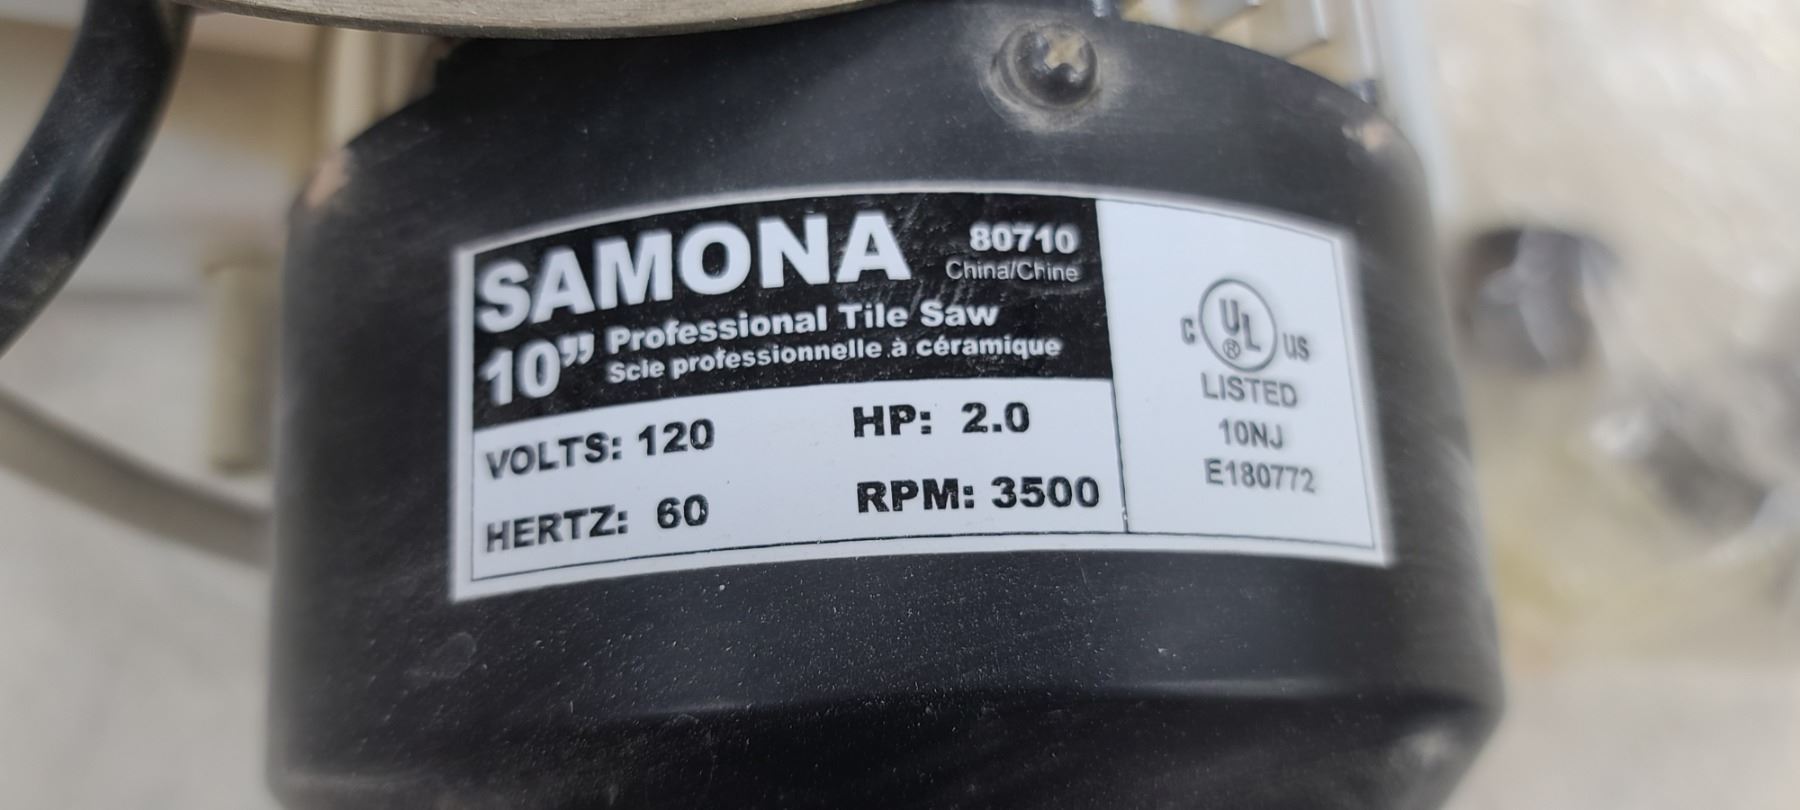 SAMONA
80710
China/Chine
10” Professional Tile Saw
Scie professionnelle à céramique
VOLTS: 120 HP: 2.0
HERTZ: 60 RPM: 3500
C UL ® US
LISTED
10NJ
E180772